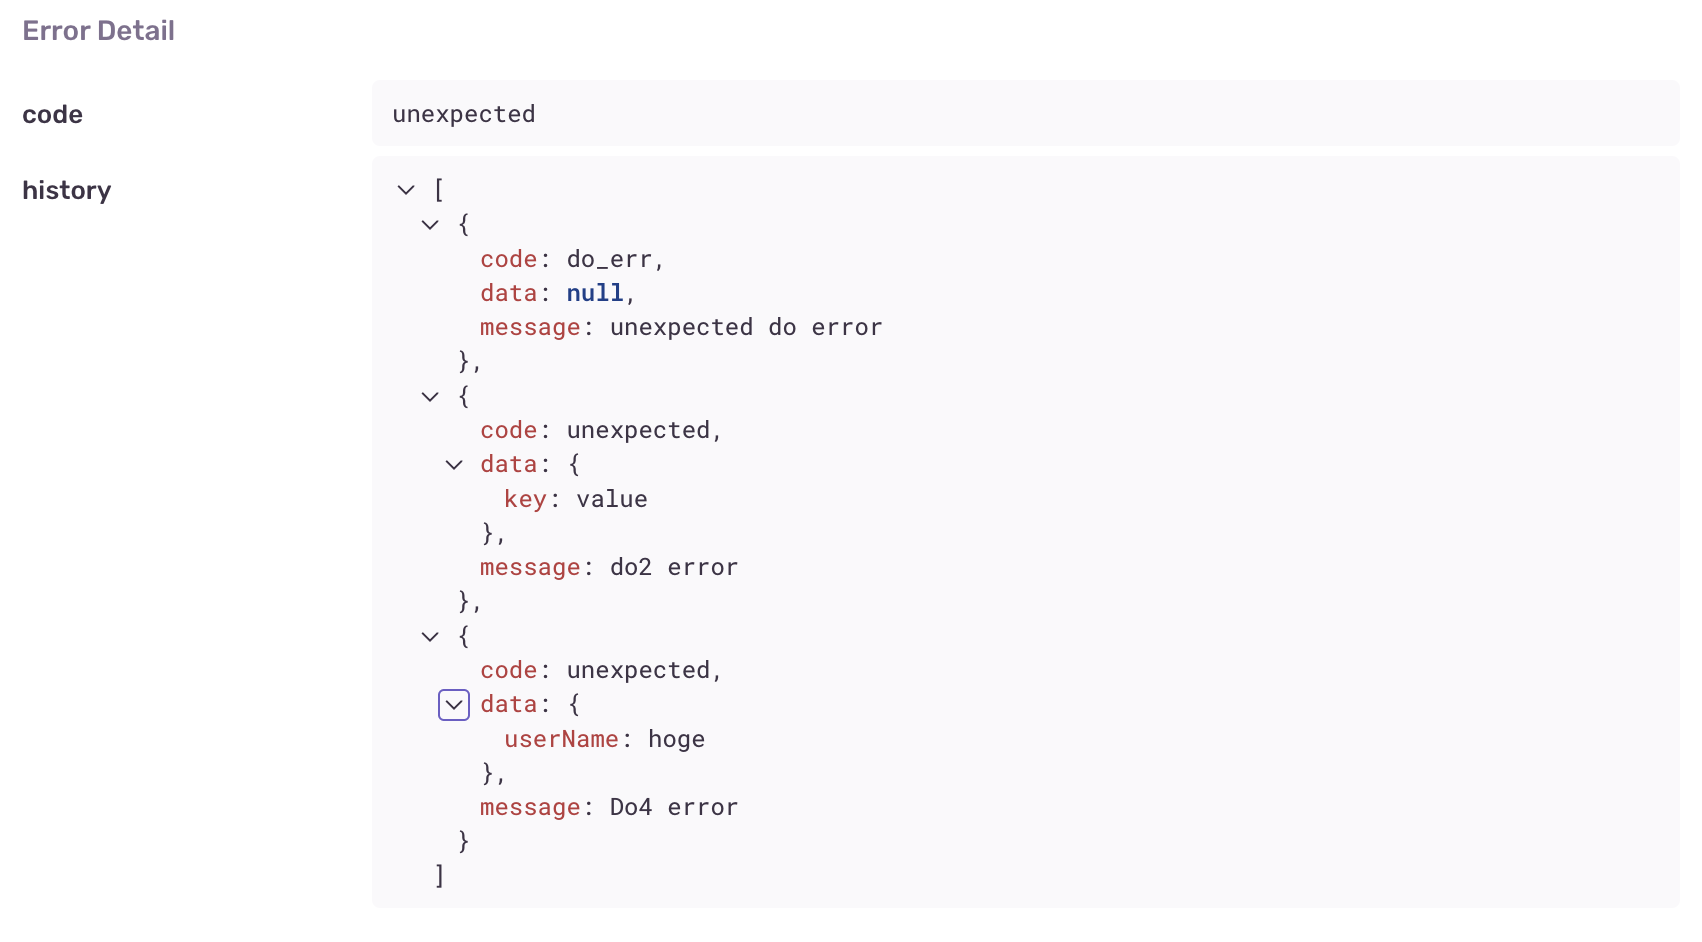 Error Detail
code
unexpected
history
[
{
code: do_err,
data: null,
message: unexpected do error
},
{
code: unexpected,
data: {
key: value
},
message: do2 error
},
{
code: unexpected,
data: {
userName: hoge
},
message: Do4 error
}
]